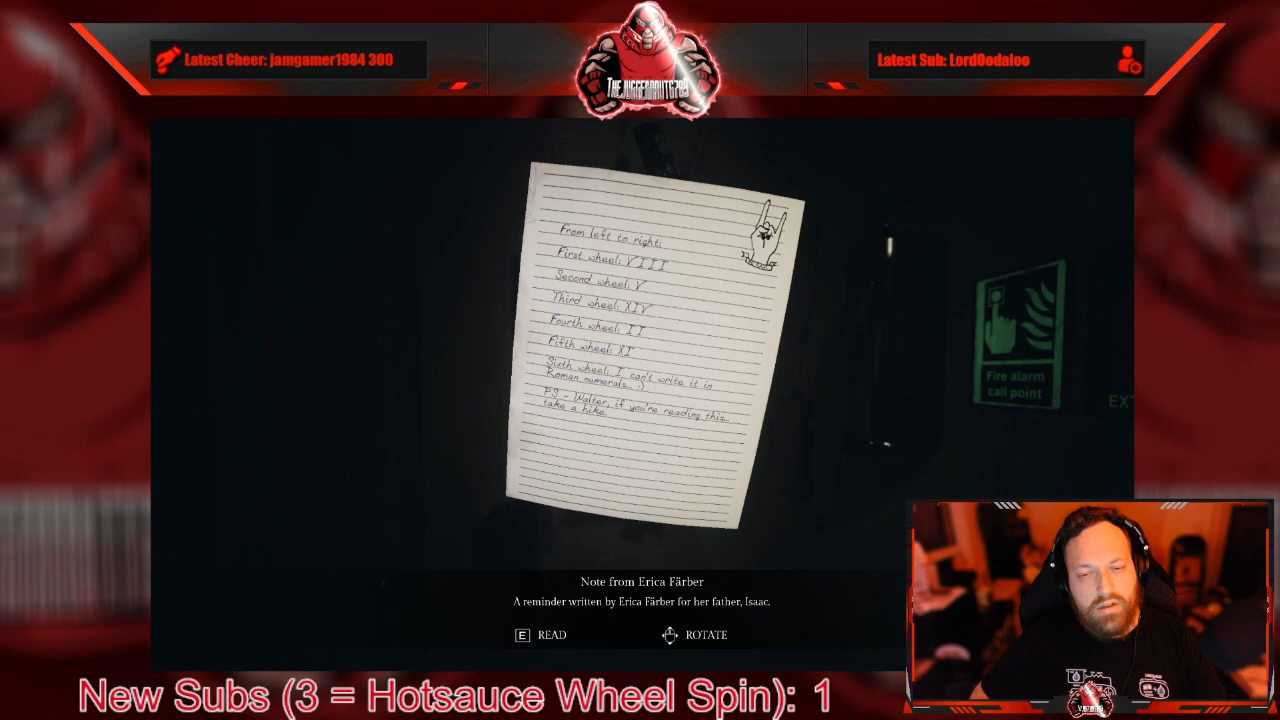 Latest Cheer: jamgamer1984 300
Latest Sub: LordOodaloo
From left to right:
First wheel: VIII
Second wheel: V
Third wheel: XIV
Fourth wheel: II
Fifth wheel: XI
Sixth wheel: I can't write it in
Roman numerals... :)
PS - Walter, if you're reading this...
take a hike.
Fire alarm
call point
EXT
Note from Erica Färber
A reminder written by Erica Färber for her father, Isaac.
E READ
ROTATE
New Subs (3 = Hotsauce Wheel Spin): 1